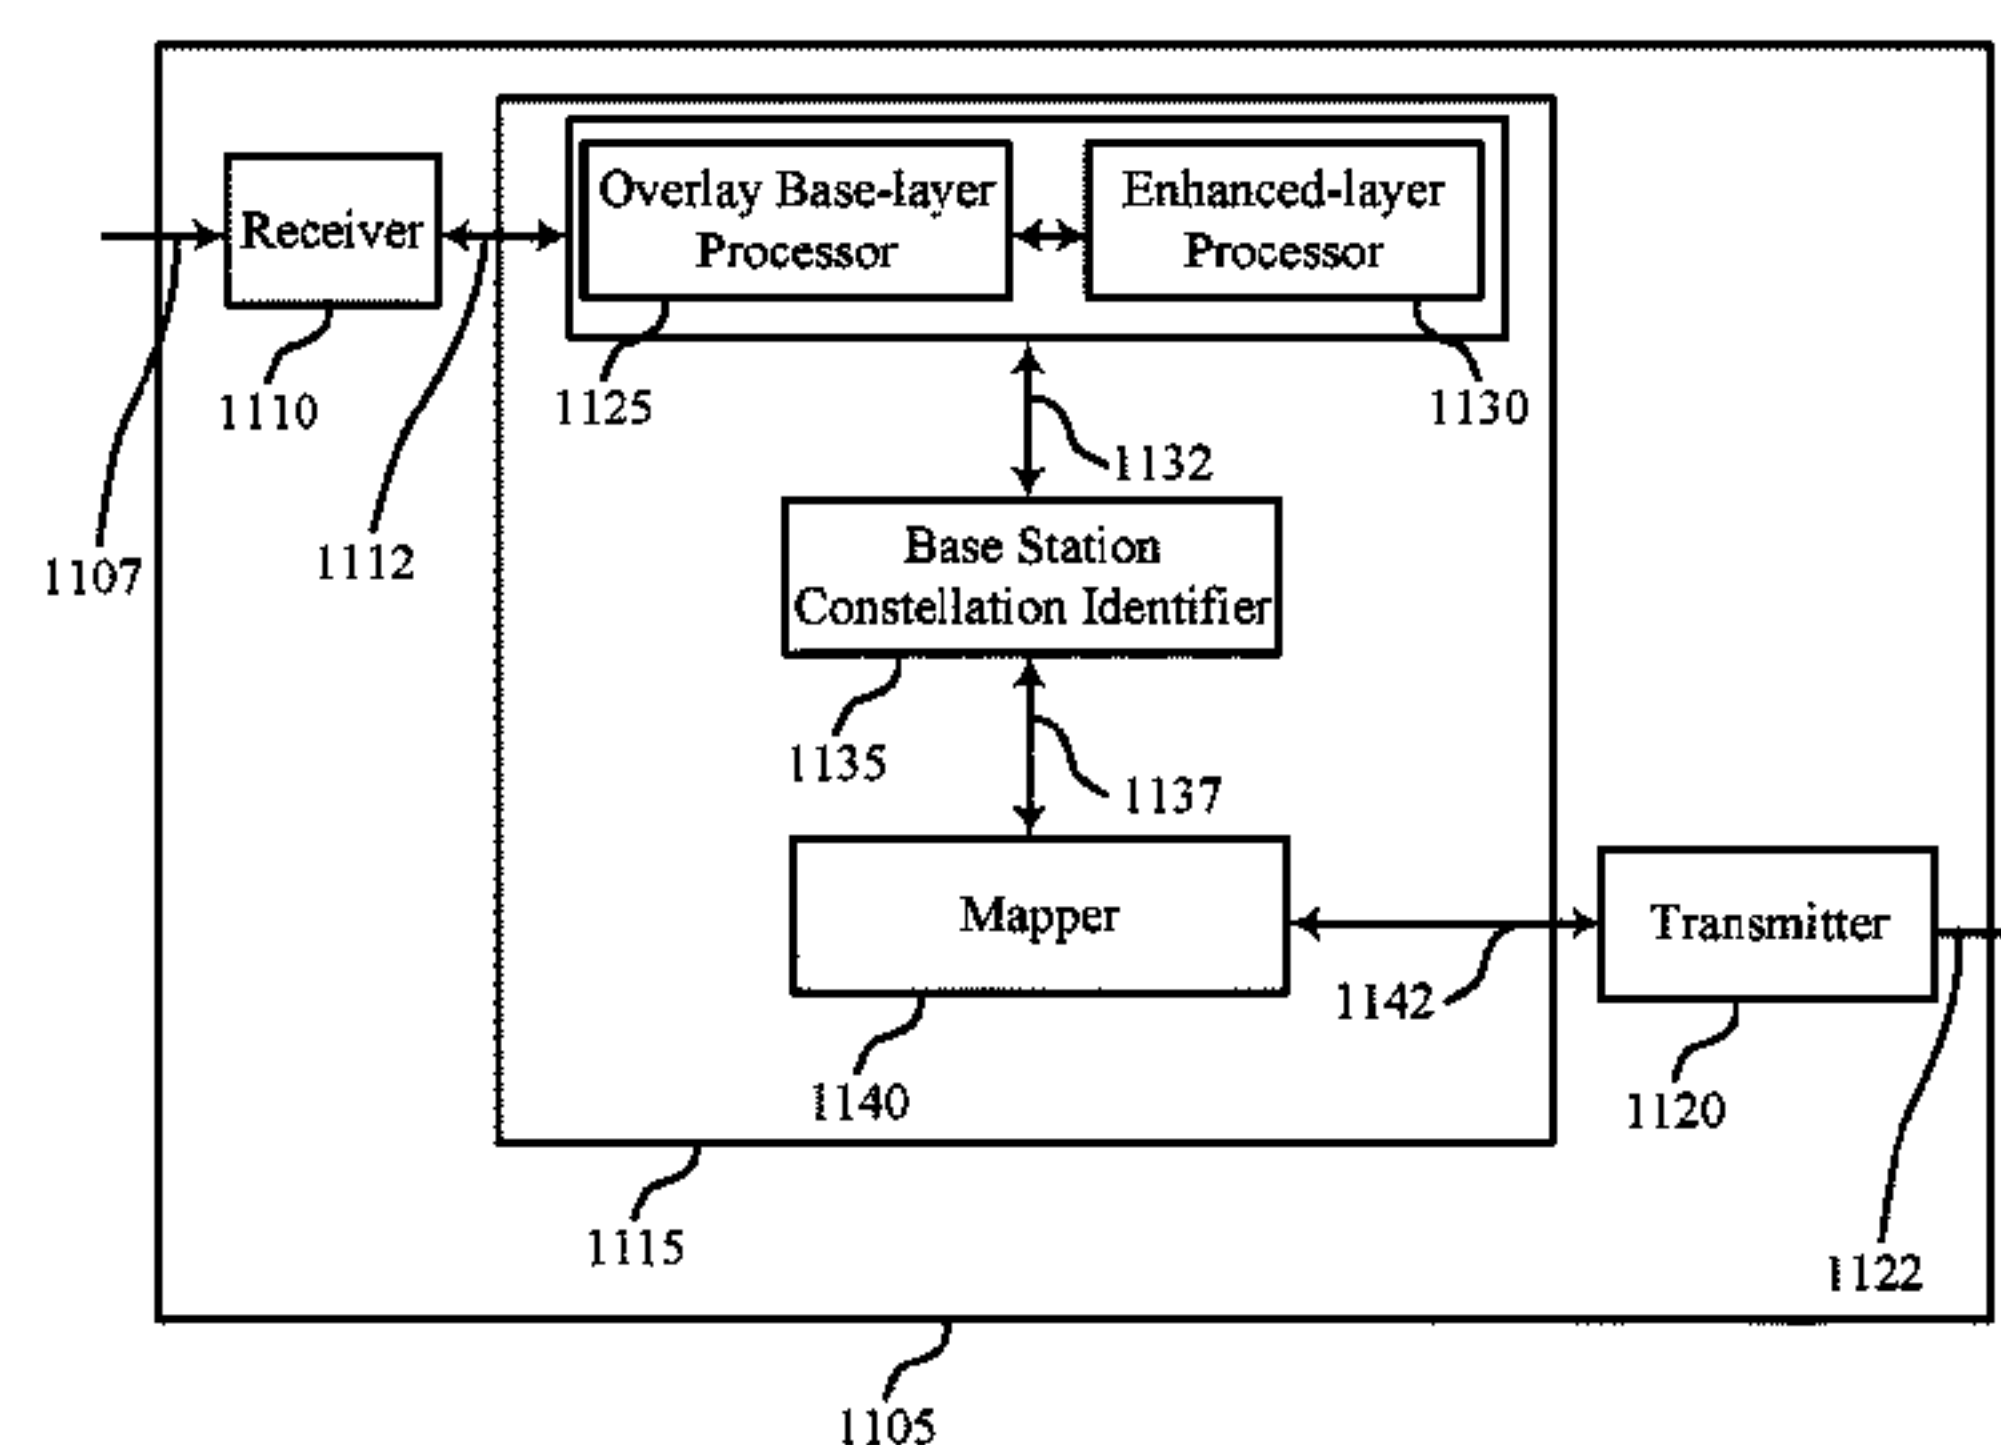 Receiver
Overlay Base-layer
Processor
Enhanced-layer
Processor
1110
1125
1130
1132
1107
1112
Base Station
Constellation Identifier
1135
1137
Mapper
Transmitter
1142
1140
1120
1115
1122
1105